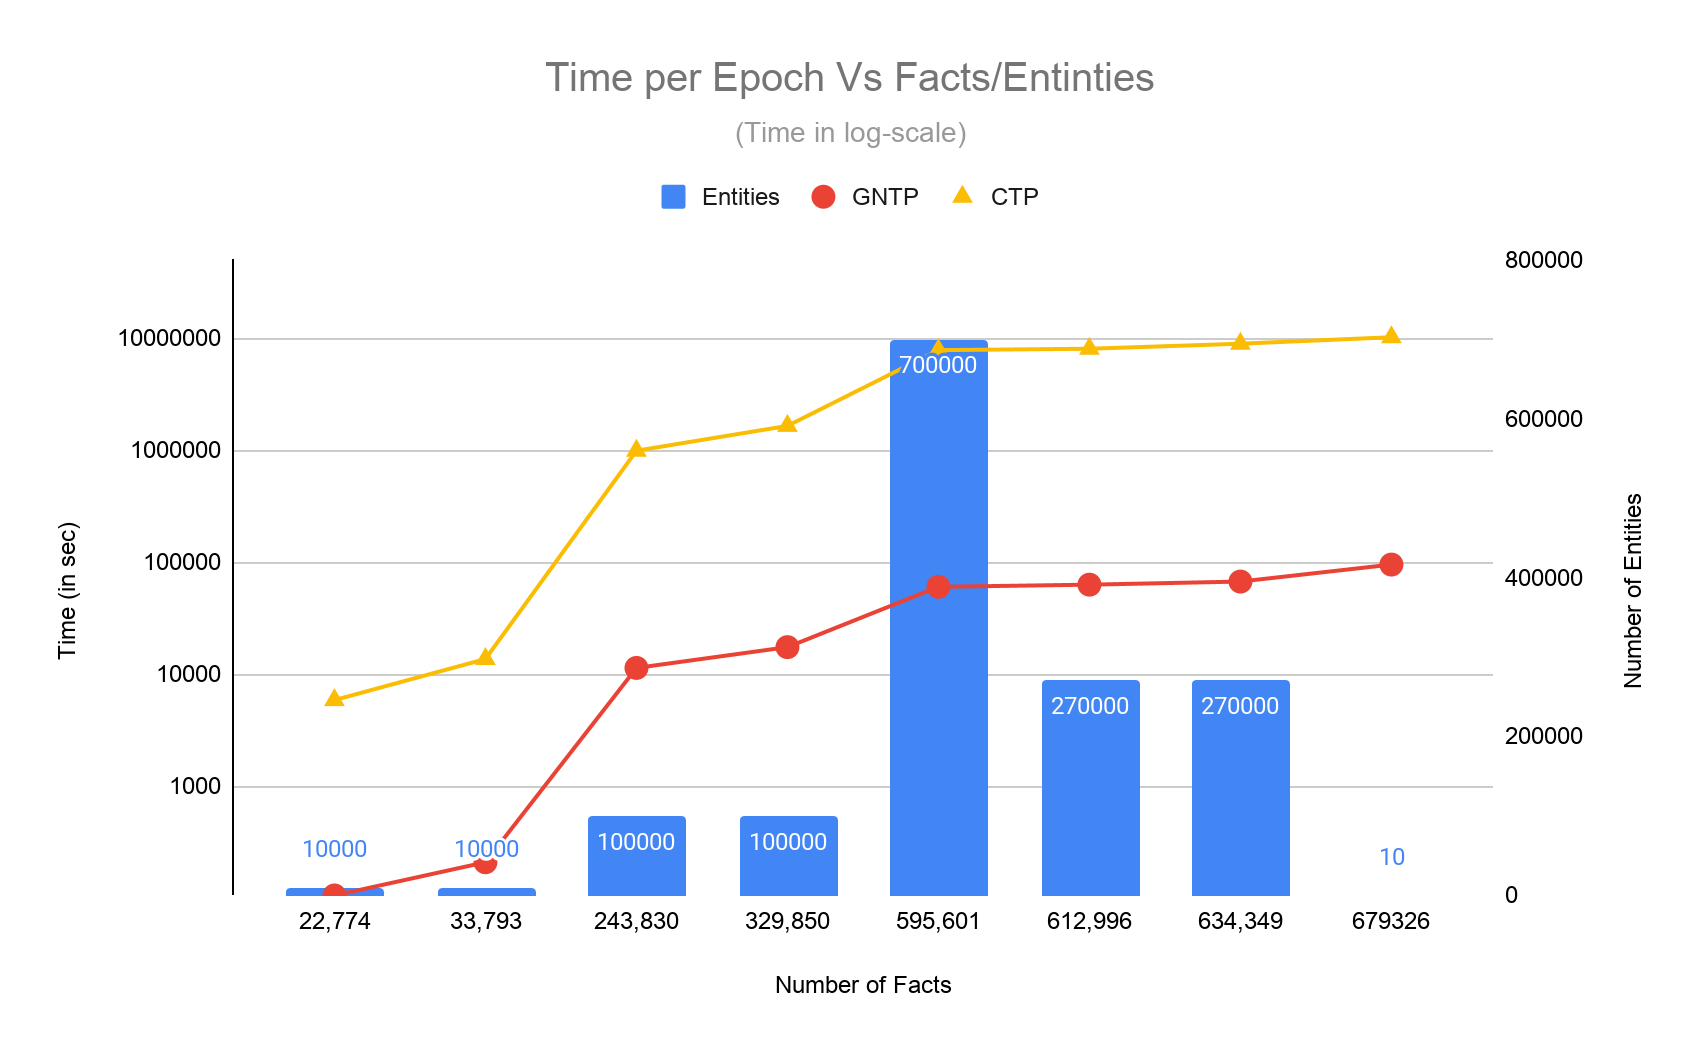 Time per Epoch Vs Facts/Entinties
(Time in log-scale)
Entities GNTP CTP
10000000
1000000
100000
10000
1000
Time (in sec)
800000
600000
400000
200000
0
Number of Entities
10000 10000 100000 100000 700000 270000 270000 10
22,774 33,793 243,830 329,850 595,601 612,996 634,349 679326
Number of Facts